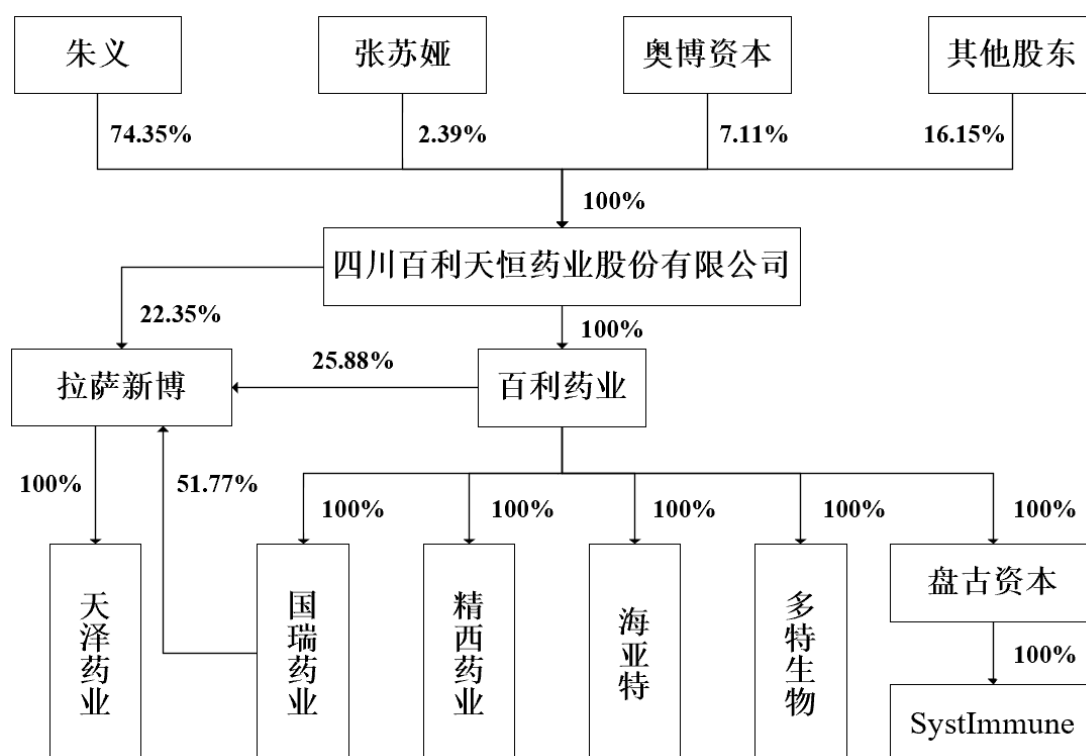 朱义
张苏娅
奥博资本
其他股东
74.35%
2.39%
7.11%
16.15%
100%
四川百利天恒药业股份有限公司
22.35%
100%
拉萨新博
25.88%
百利药业
100%
51.77%
100%
100%
100%
100%
100%
天泽药业
国瑞药业
精西药业
海亚特
多特生物
盘古资本
100%
SystImmune